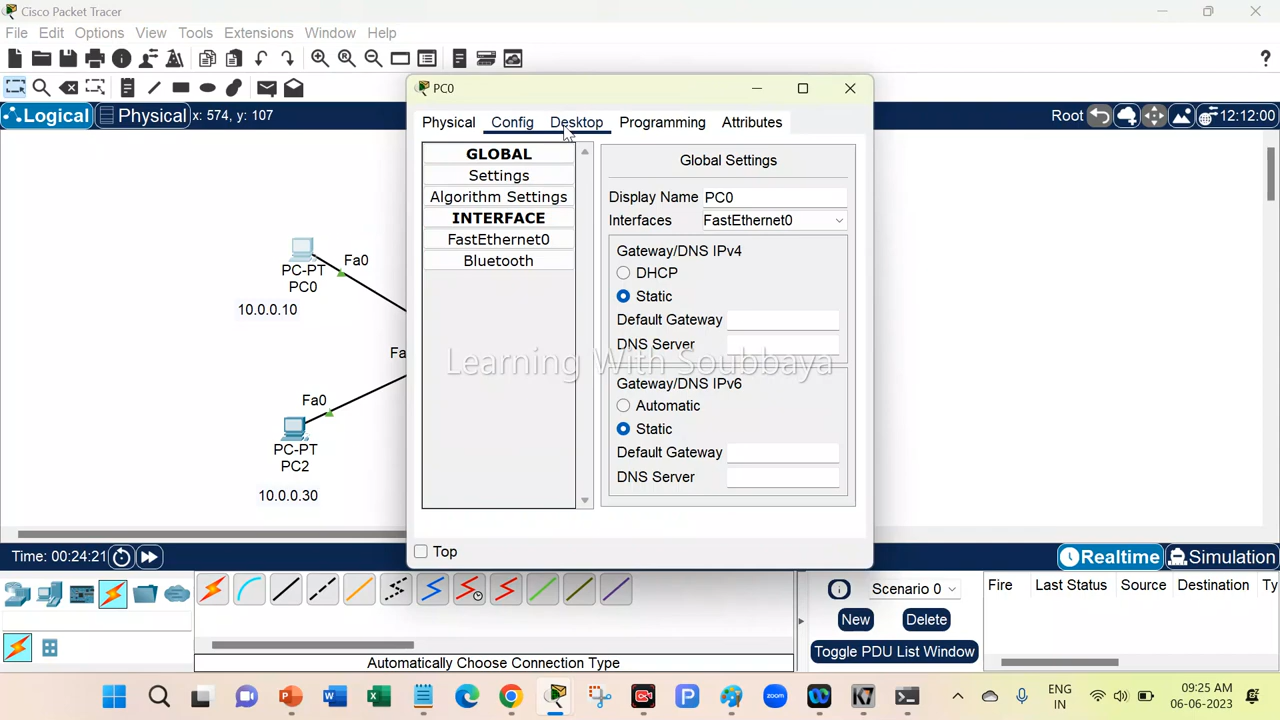 Cisco Packet Tracer
File Edit Options View Tools Extensions Window Help
Logical Physical x: 574, y: 107 Root 12:12:00
PC0
Physical Config Desktop Programming Attributes
GLOBAL
Settings
Algorithm Settings
INTERFACE
FastEthernet0
Bluetooth
Global Settings
Display Name PC0
Interfaces FastEthernet0
Gateway/DNS IPv4
DHCP
Static
Default Gateway
DNS Server
Gateway/DNS IPv6
Automatic
Static
Default Gateway
DNS Server
Top
Learning With Soubbaya
Fa0
PC-PT
PC0
10.0.0.10
Fa
Fa0
PC-PT
PC2
10.0.0.30
Time: 00:24:21 Realtime Simulation
Scenario 0
New Delete
Toggle PDU List Window
Fire Last Status Source Destination Ty
Automatically Choose Connection Type
ENG
IN
09:25 AM
06-06-2023